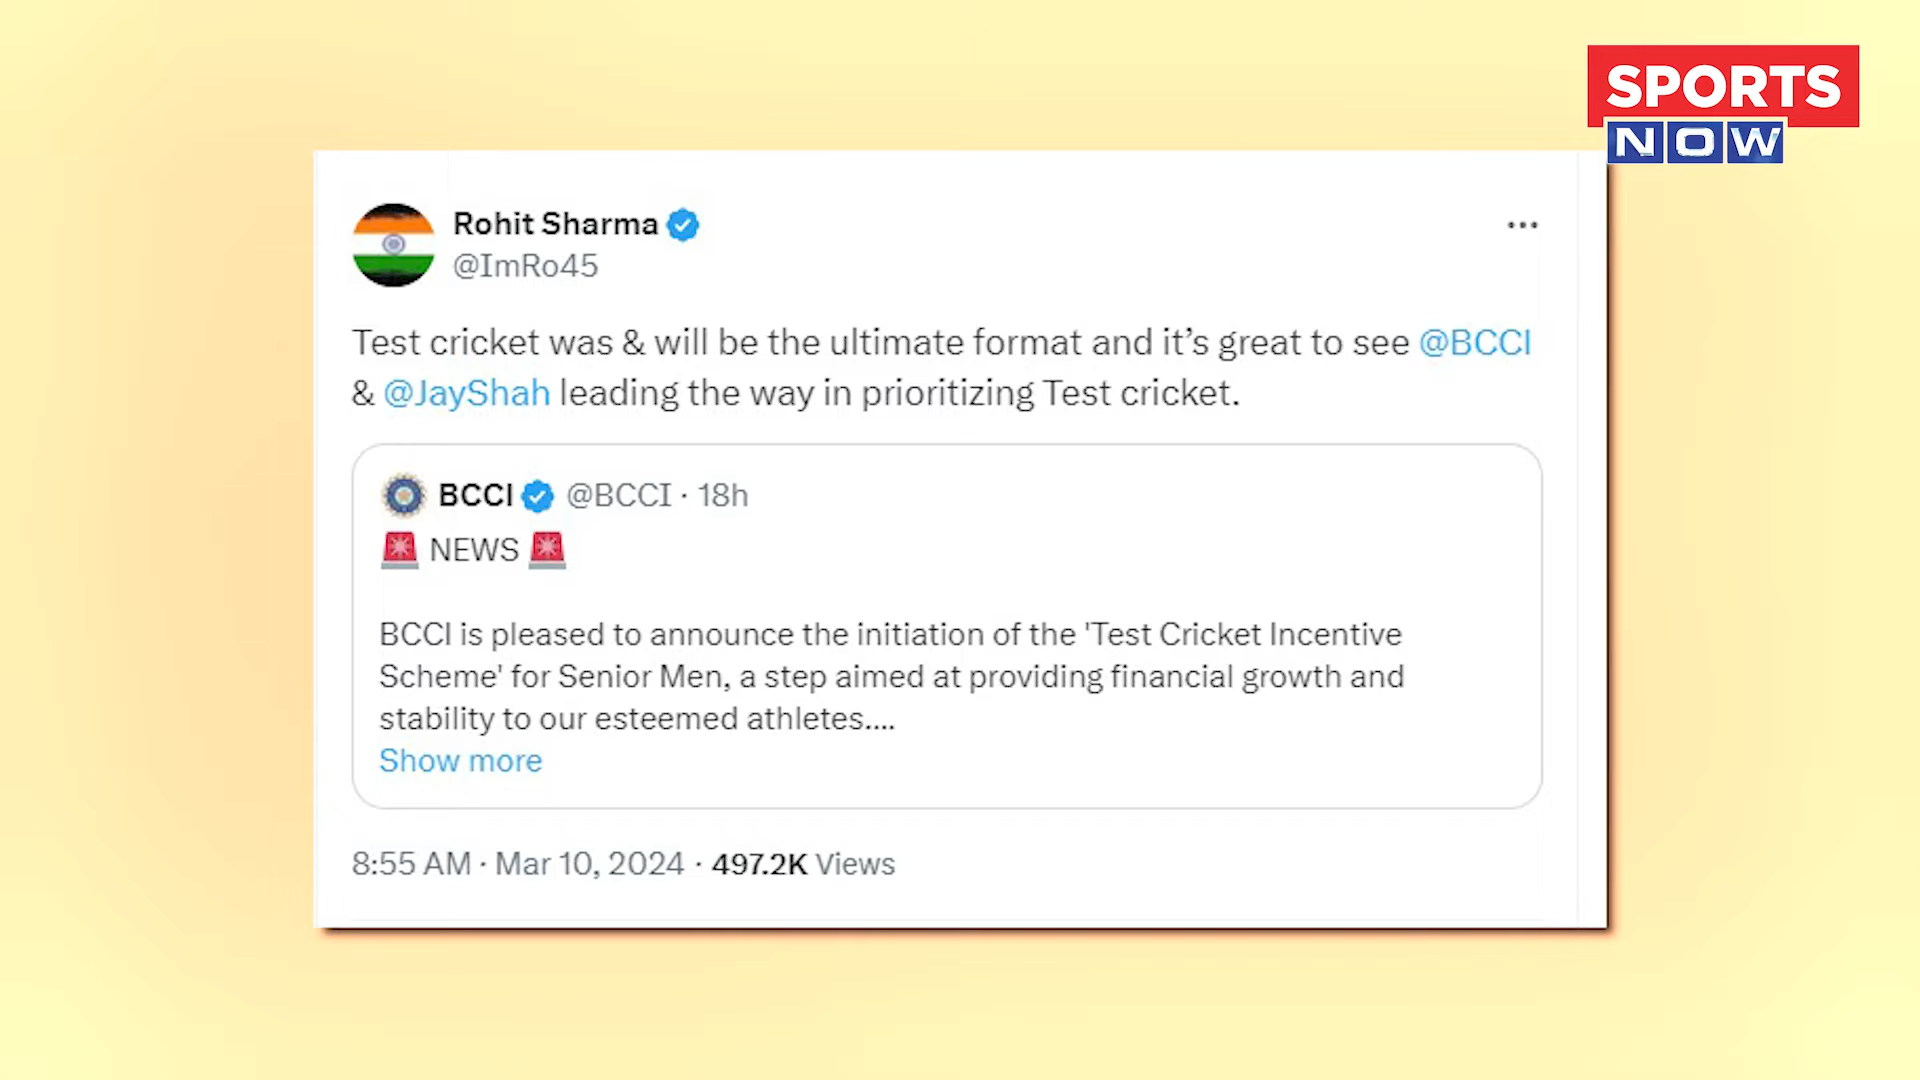 SPORTS
NOW
Rohit Sharma
@ImRo45
Test cricket was & will be the ultimate format and it’s great to see @BCCI
& @JayShah leading the way in prioritizing Test cricket.
BCCI @BCCI · 18h
🚨 NEWS 🚨
BCCI is pleased to announce the initiation of the 'Test Cricket Incentive
Scheme' for Senior Men, a step aimed at providing financial growth and
stability to our esteemed athletes....
Show more
8:55 AM · Mar 10, 2024 · 497.2K Views